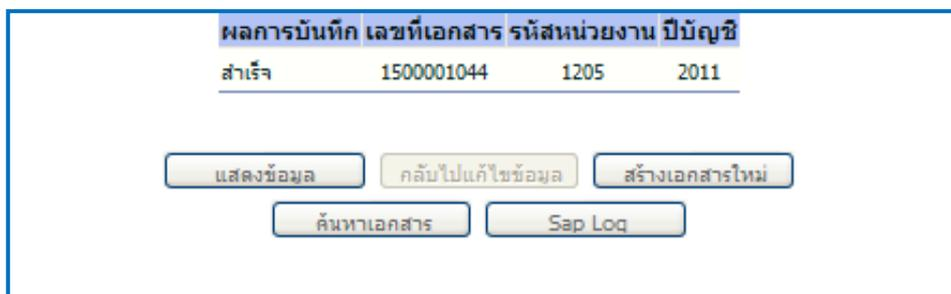 ผลการบันทึก เลขที่เอกสาร รหัสหน่วยงาน ปีบัญชี
สำเร็จ 1500001044 1205 2011
แสดงข้อมูล กลับไปแก้ไขข้อมูล สร้างเอกสารใหม่
ค้นหาเอกสาร Sap Log